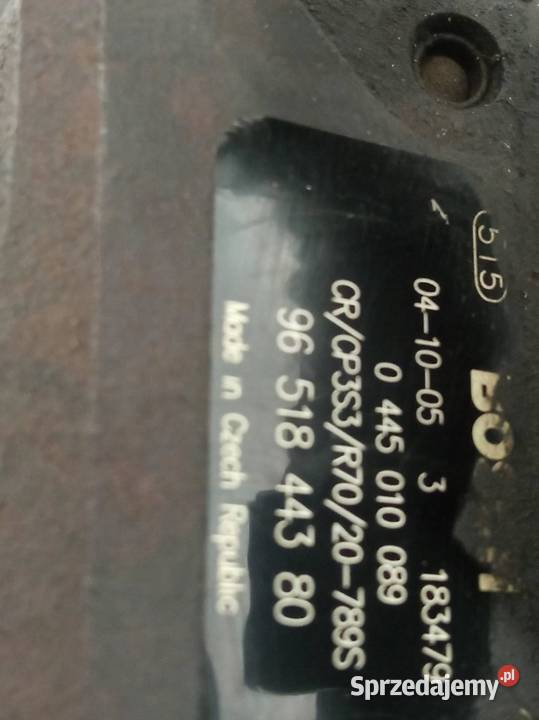 515
04-10-05 3 183479
0 445 010 089
CR/CP3S3/R70/20-789S
96 518 443 80
Made in Czech Republic
Sprzedajemy.pl